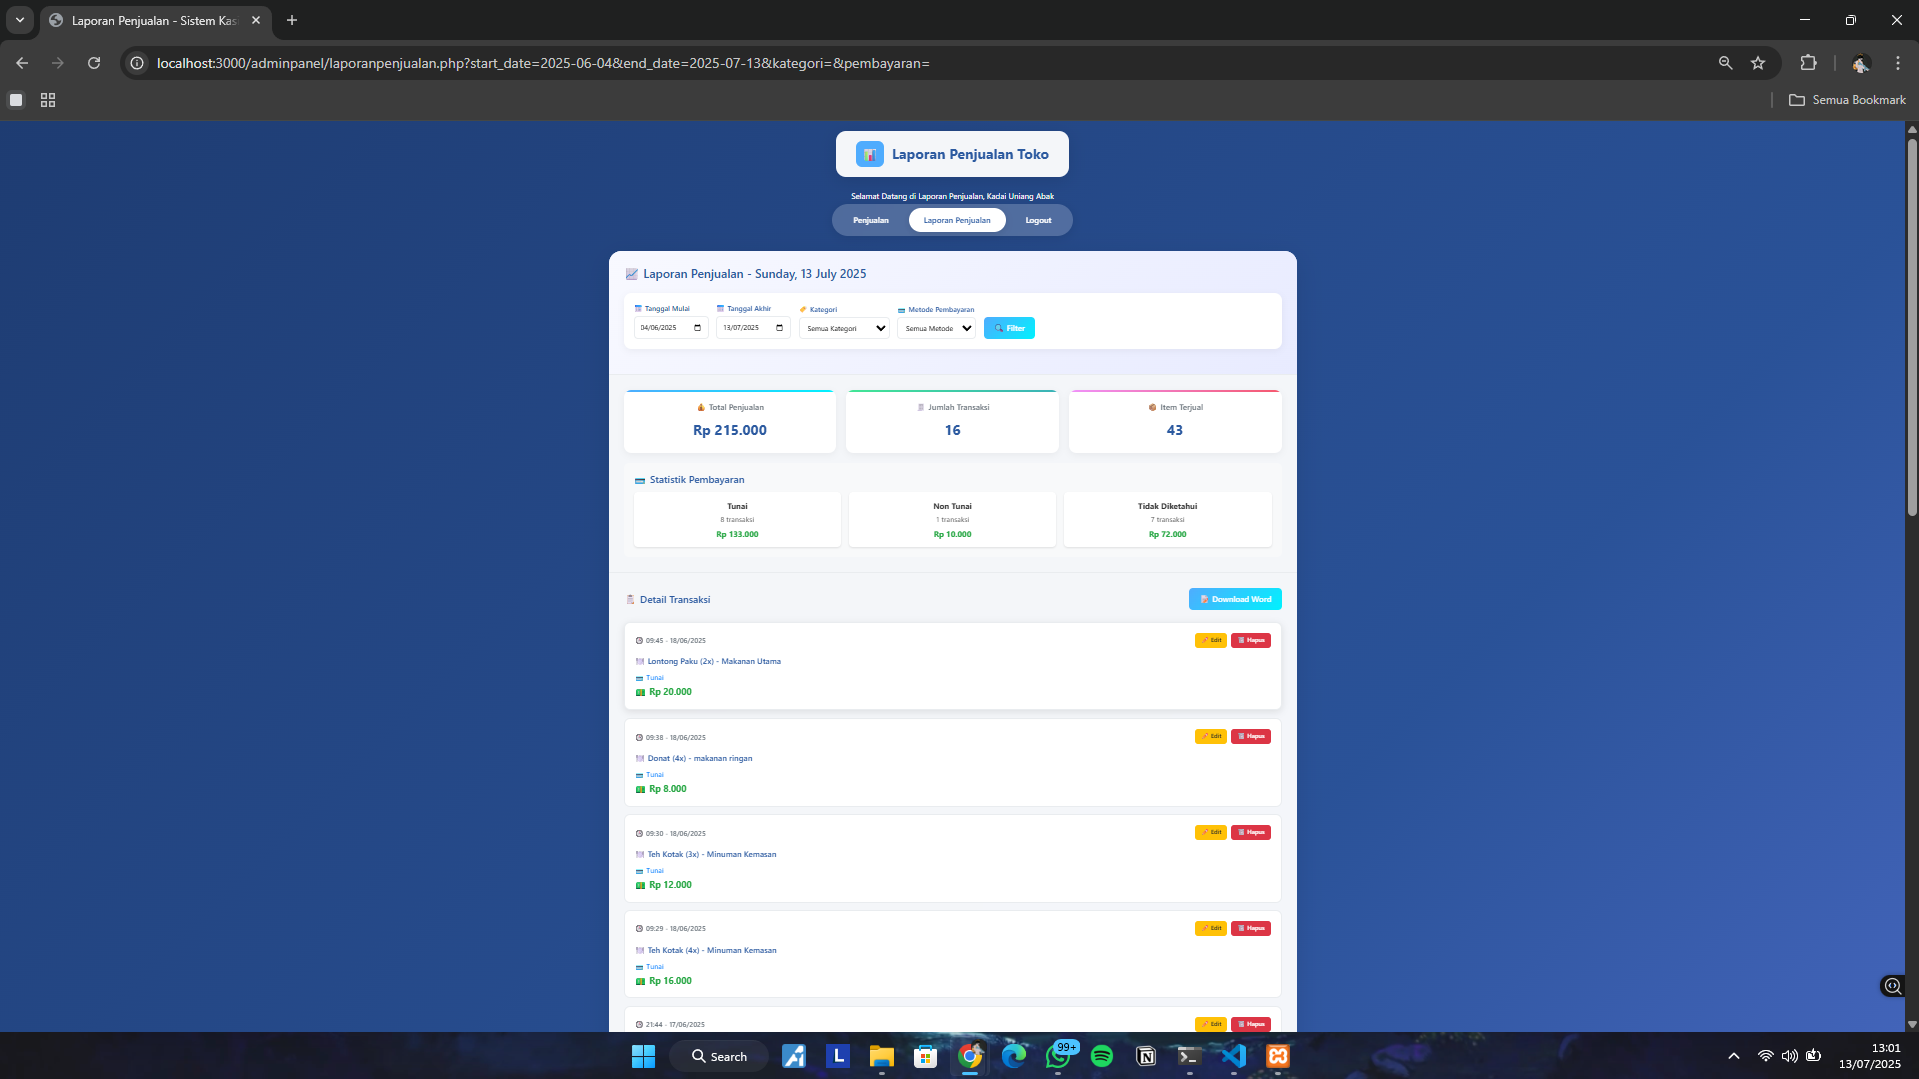 Laporan Penjualan - Sistem Kas
localhost:3000/adminpanel/laporanpenjualan.php?start_date=2025-06-04&end_date=2025-07-13&kategori=&pembayaran=
Semua Bookmark
Laporan Penjualan Toko
Selamat Datang di Laporan Penjualan, Kadai Uniang Abak
Penjualan Laporan Penjualan Logout
Laporan Penjualan - Sunday, 13 July 2025
Tanggal Mulai Tanggal Akhir Kategori Metode Pembayaran
04/06/2025 13/07/2025 Semua Kategori Semua Metode Filter
Total Penjualan Jumlah Transaksi Item Terjual
Rp 215.000 16 43
Statistik Pembayaran
Tunai Non Tunai Tidak Diketahui
8 transaksi 1 transaksi 7 transaksi
Rp 133.000 Rp 10.000 Rp 72.000
Detail Transaksi Download Word
09:45 - 18/06/2025 Edit Hapus
Lontong Paku (2x) - Makanan Utama
Tunai
Rp 20.000
09:38 - 18/06/2025 Edit Hapus
Donat (4x) - makanan ringan
Tunai
Rp 8.000
09:30 - 18/06/2025 Edit Hapus
Teh Kotak (3x) - Minuman Kemasan
Tunai
Rp 12.000
09:29 - 18/06/2025 Edit Hapus
Teh Kotak (4x) - Minuman Kemasan
Tunai
Rp 16.000
21:44 - 17/06/2025 Edit Hapus
Search
L
99+
13:01
13/07/2025